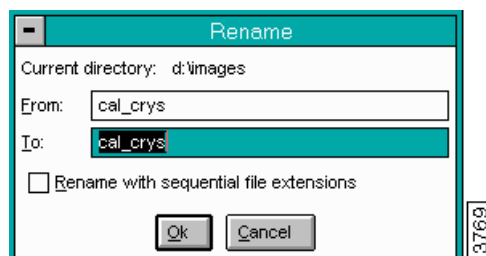 Rename
Current directory: d:\images
From: cal_crys
To: cal_crys
Rename with sequential file extensions
Ok Cancel
3769